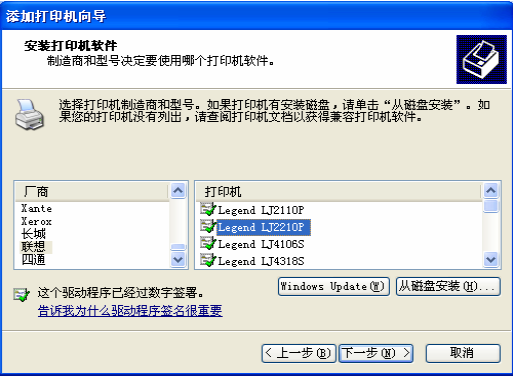 添加打印机向导
安装打印机软件
制造商和型号决定要使用哪个打印机软件。
选择打印机制造商和型号。如果打印机有安装磁盘，请单击“从磁盘安装”。如
果您的打印机没有列出，请查阅打印机文档以获得兼容打印机软件。
厂商
Xante
Xerox
长城
联想
四通
打印机
Legend LJ2110P
Legend LJ2210P
Legend LJ4106S
Legend LJ4318S
这个驱动程序已经过数字签署。
告诉我为什么驱动程序签名很重要
Windows Update(W)
从磁盘安装(H)...
< 上一步(B)
下一步(N) >
取消